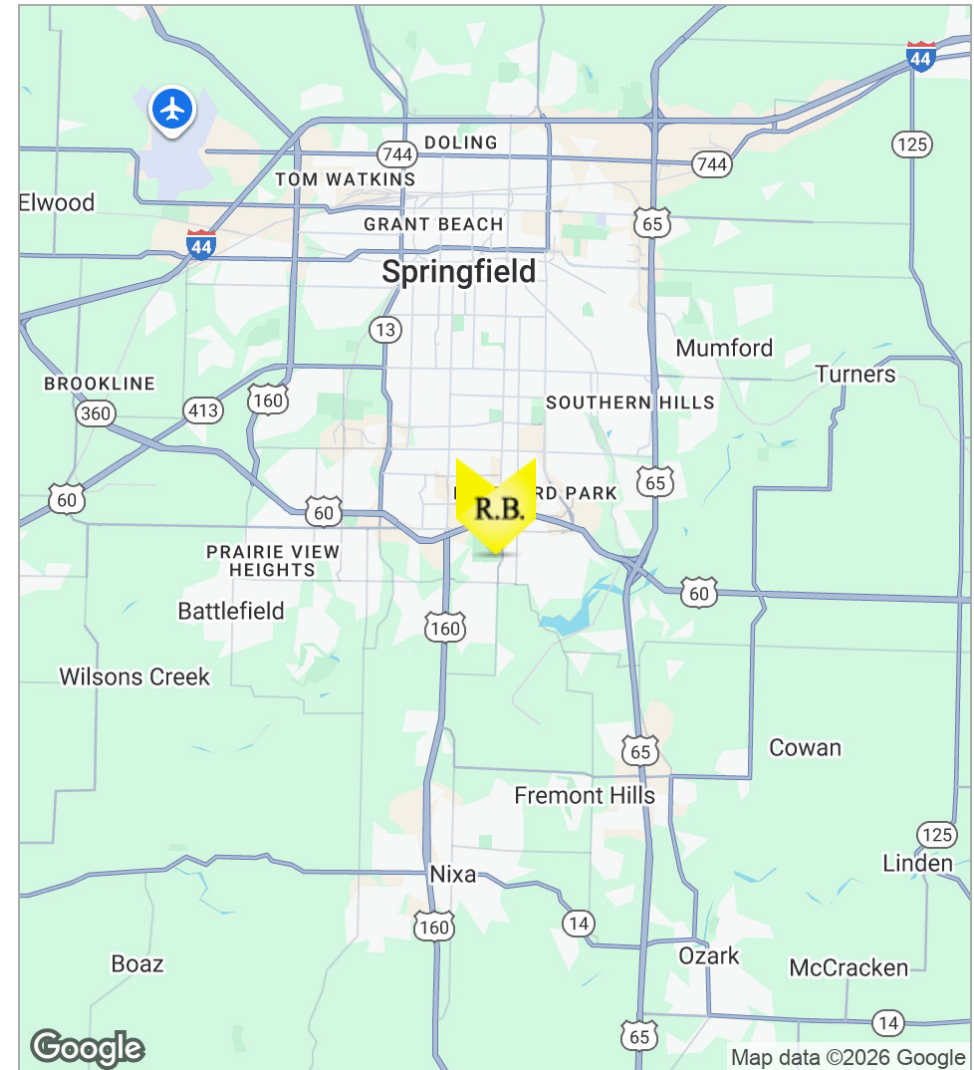 44
DOLING
744
744
125
TOM WATKINS
Elwood
GRANT BEACH
65
44
Springfield
13
Mumford
Turners
BROOKLINE
160
SOUTHERN HILLS
360
413
65
60
RD PARK
R.B.
60
PRAIRIE VIEW
HEIGHTS
60
Battlefield
160
Wilsons Creek
65
Cowan
Fremont Hills
125
Linden
Nixa
160
14
Ozark
Boaz
McCracken
14
65
Google
Map data ©2026 Google